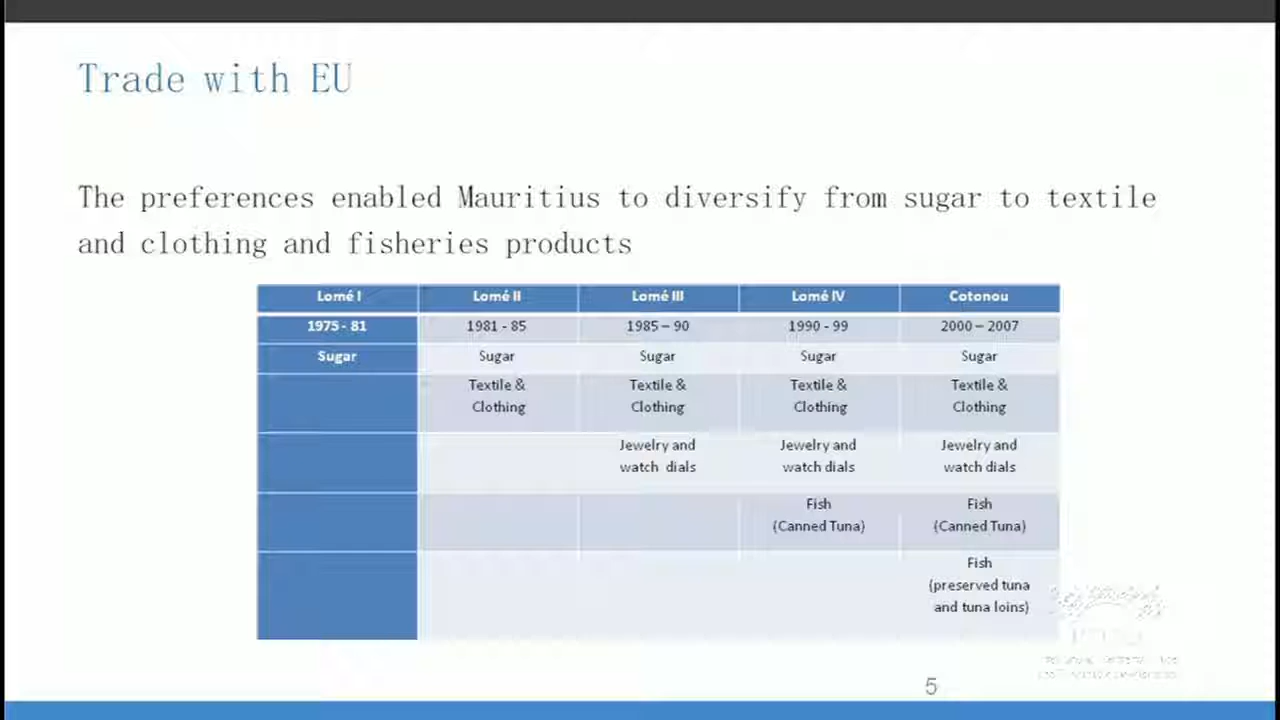 Trade with EU
The preferences enabled Mauritius to diversify from sugar to textile
and clothing and fisheries products
Lomé I Lomé II Lomé III Lomé IV Cotonou
1975 - 81 1981 - 85 1985 – 90 1990 - 99 2000 – 2007
Sugar Sugar Sugar Sugar Sugar
Textile & Textile & Textile & Textile &
Clothing Clothing Clothing Clothing
Jewelry and Jewelry and Jewelry and
watch dials watch dials watch dials
Fish Fish
(Canned Tuna) (Canned Tuna)
Fish
(preserved tuna
and tuna loins)
5